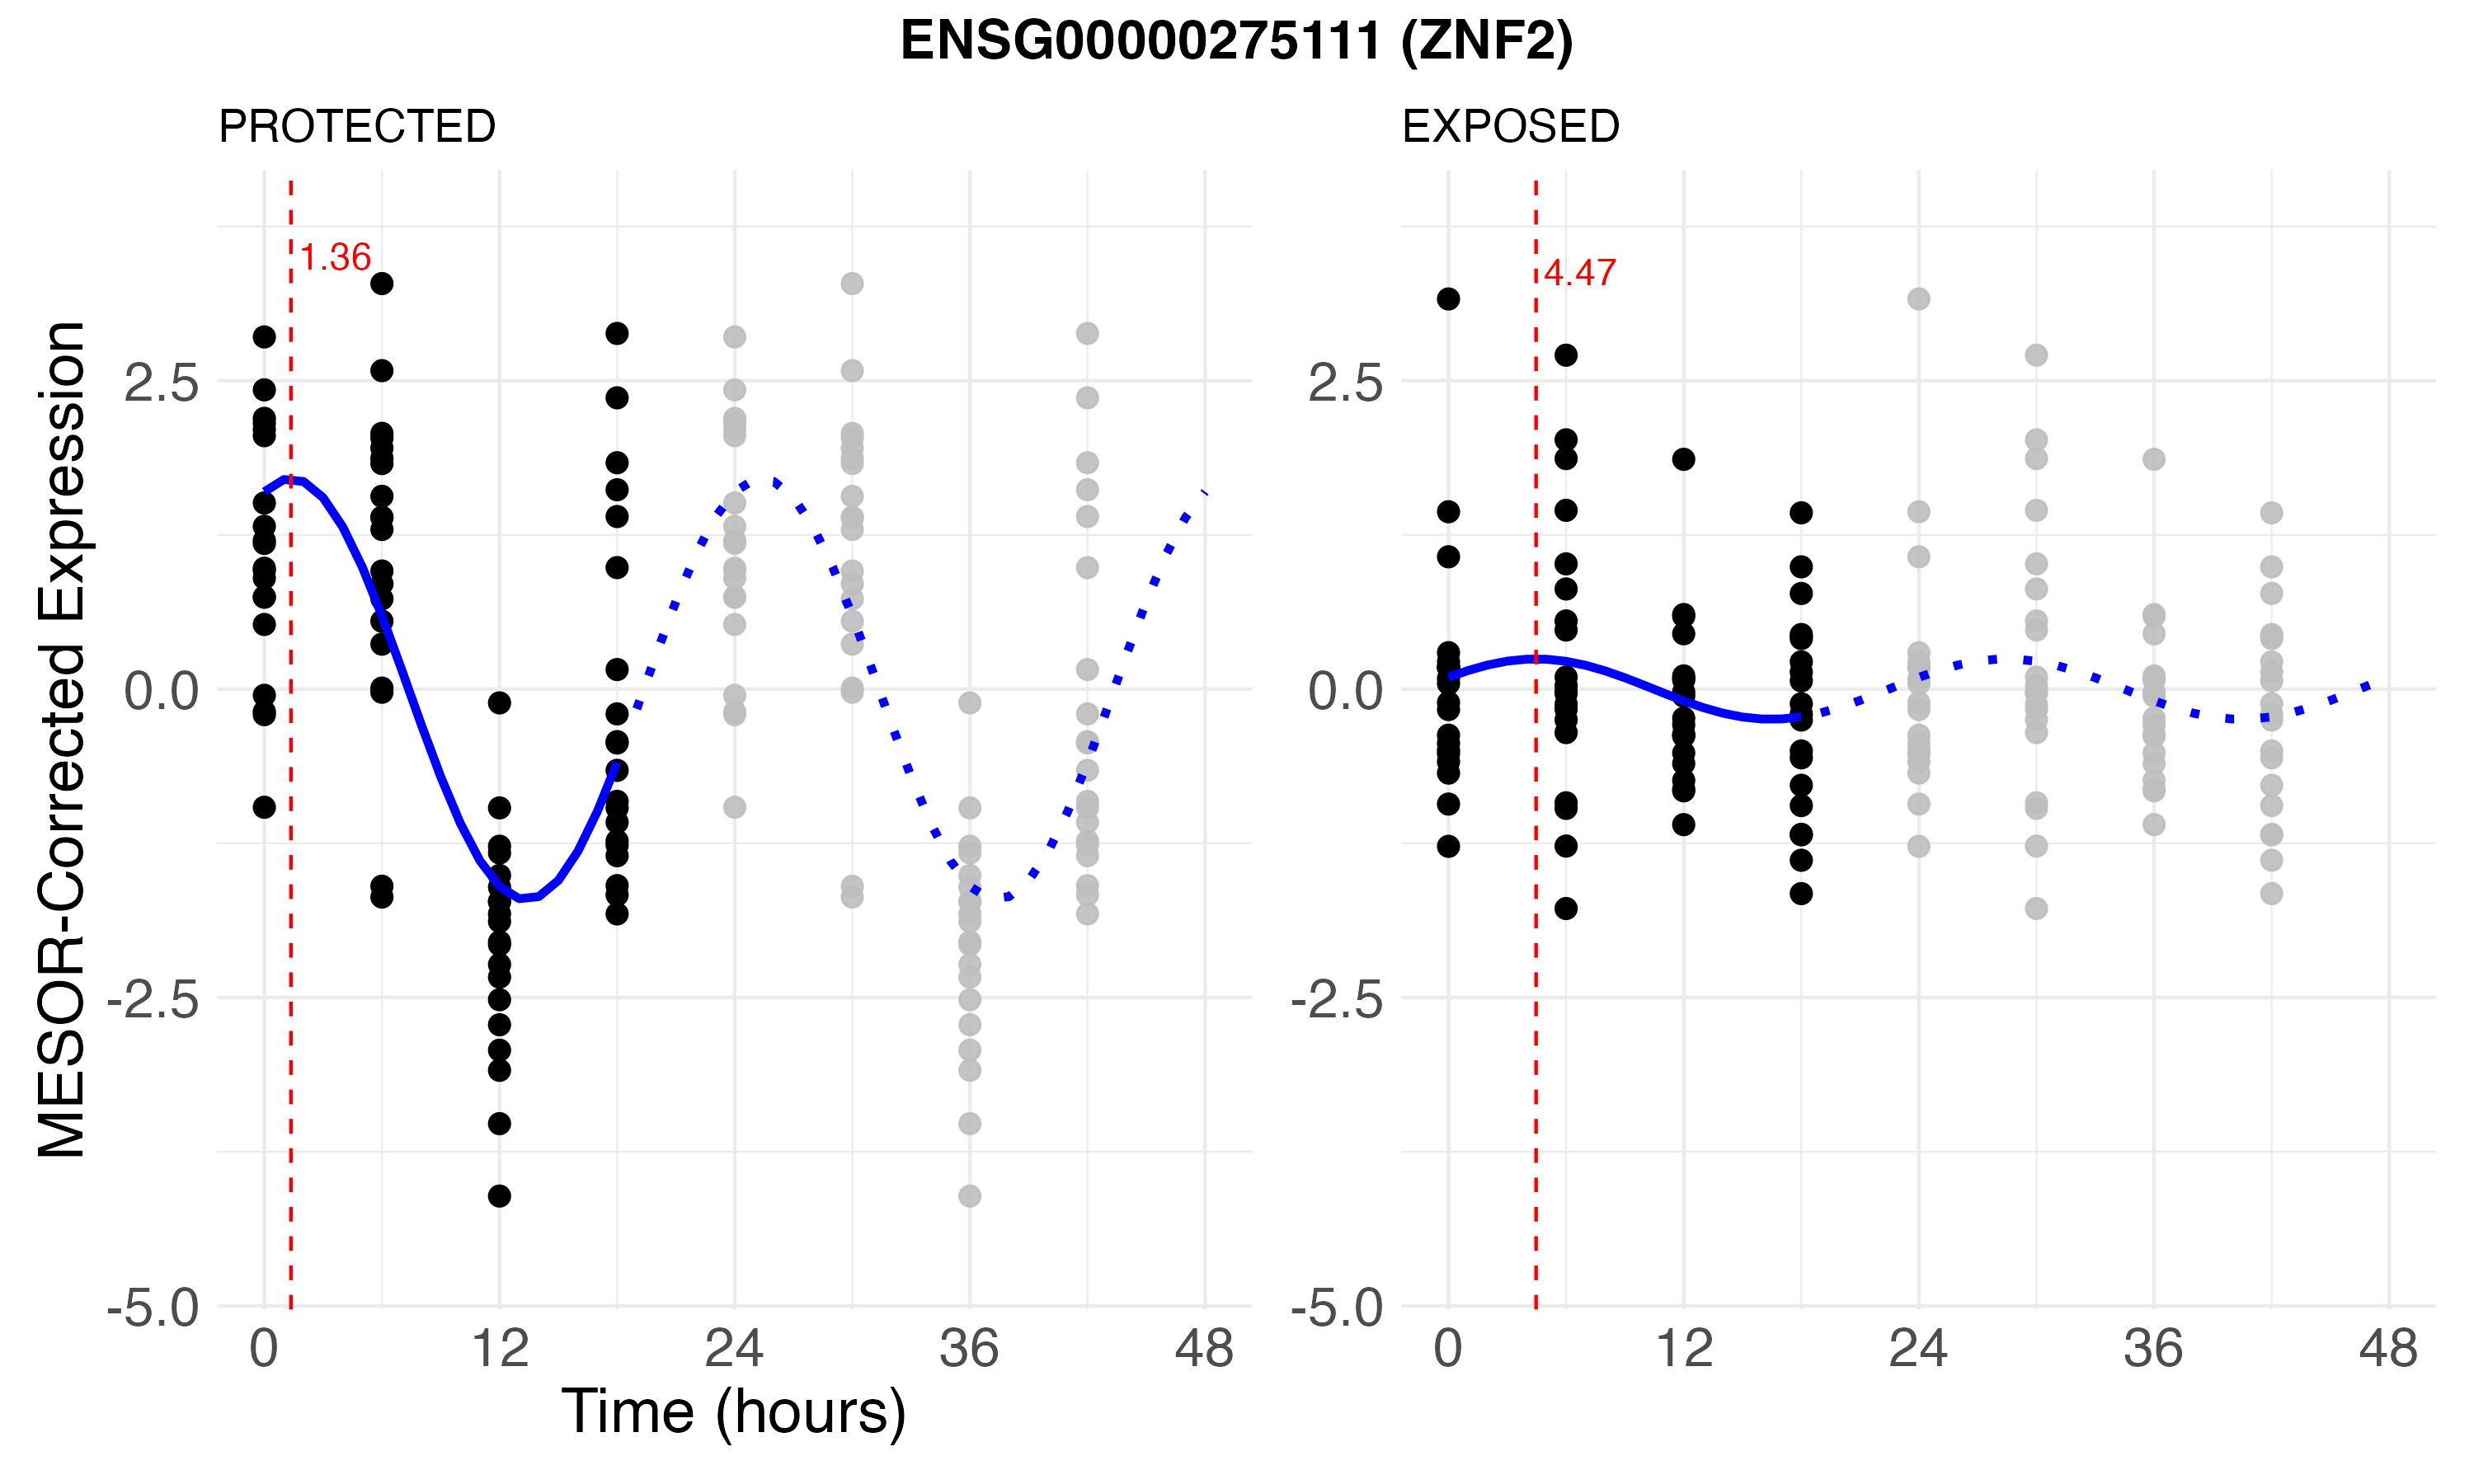 ENSG00000275111 (ZNF2)
PROTECTED
EXPOSED
MESOR-Corrected Expression
1.36
4.47
2.5
0.0
-2.5
-5.0
2.5
0.0
-2.5
-5.0
0 12 24 36 48
0 12 24 36 48
Time (hours)